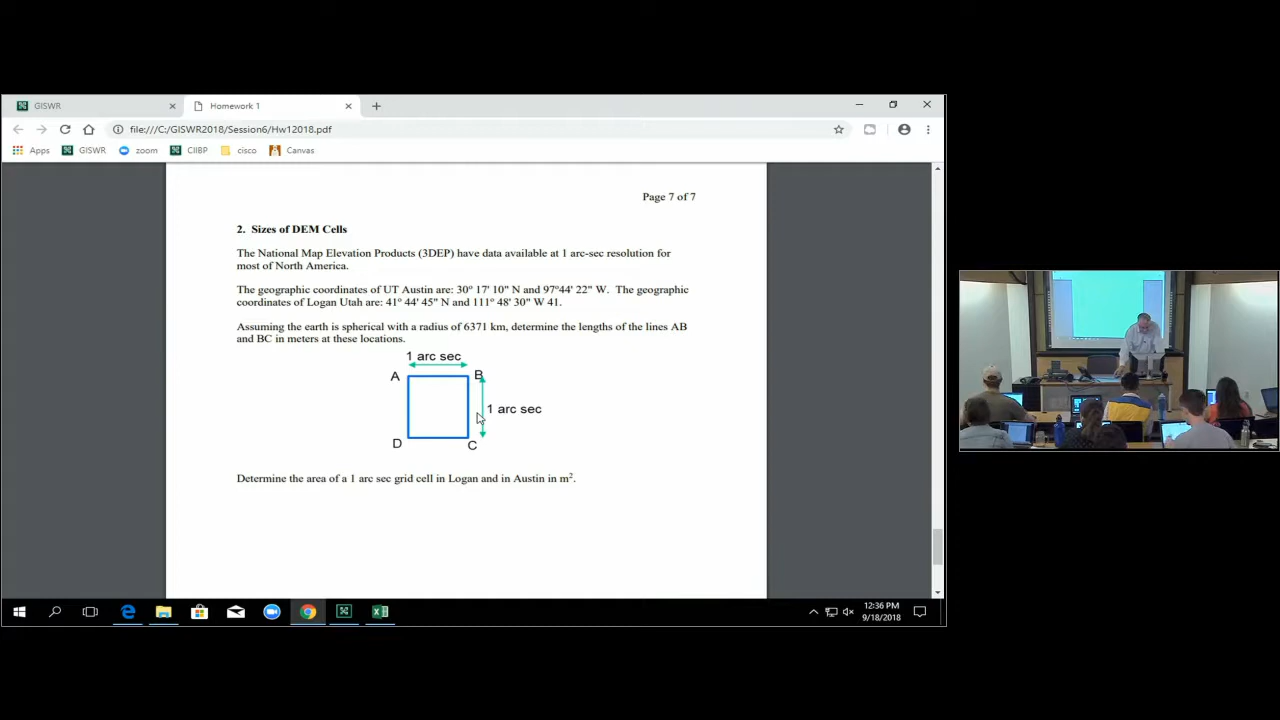 GISWR
Homework 1
file:///C:/GISWR2018/Session6/Hw12018.pdf
Apps GISWR zoom CIIBP cisco Canvas
Page 7 of 7
2. Sizes of DEM Cells
The National Map Elevation Products (3DEP) have data available at 1 arc-sec resolution for
most of North America.
The geographic coordinates of UT Austin are: 30º 17' 10" N and 97º44' 22" W. The geographic
coordinates of Logan Utah are: 41º 44' 45" N and 111º 48' 30" W 41.
Assuming the earth is spherical with a radius of 6371 km, determine the lengths of the lines AB
and BC in meters at these locations.
1 arc sec
A B
1 arc sec
D C
Determine the area of a 1 arc sec grid cell in Logan and in Austin in m².
12:36 PM
9/18/2018